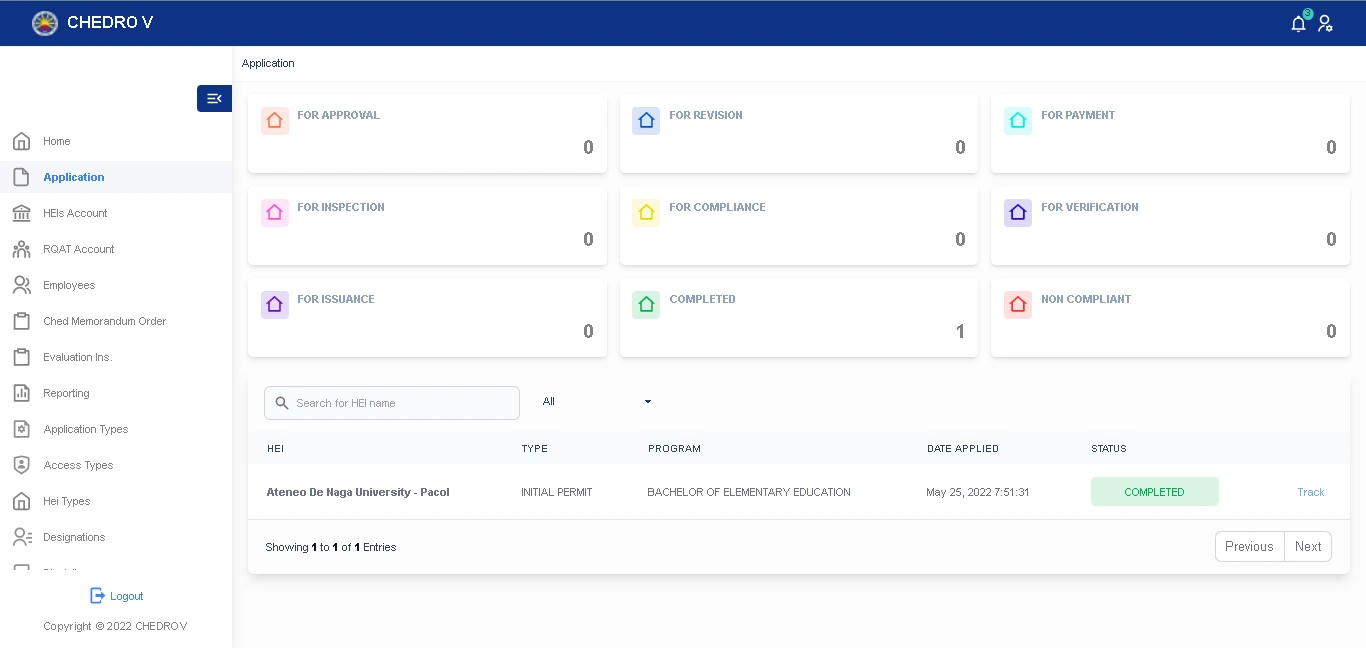 CHEDRO V
3
Application
Home
Application
HEIs Account
RQAT Account
Employees
Ched Memorandum Order
Evaluation Ins.
Reporting
Application Types
Access Types
Hei Types
Designations
Logout
Copyright © 2022 CHEDROV
FOR APPROVAL
0
FOR REVISION
0
FOR PAYMENT
0
FOR INSPECTION
0
FOR COMPLIANCE
0
FOR VERIFICATION
0
FOR ISSUANCE
0
COMPLETED
1
NON COMPLIANT
0
Search for HEI name
All
HEI TYPE PROGRAM DATE APPLIED STATUS
Ateneo De Naga University - Pacol INITIAL PERMIT BACHELOR OF ELEMENTARY EDUCATION May 25, 2022 7:51:31 COMPLETED Track
Showing 1 to 1 of 1 Entries
Previous Next